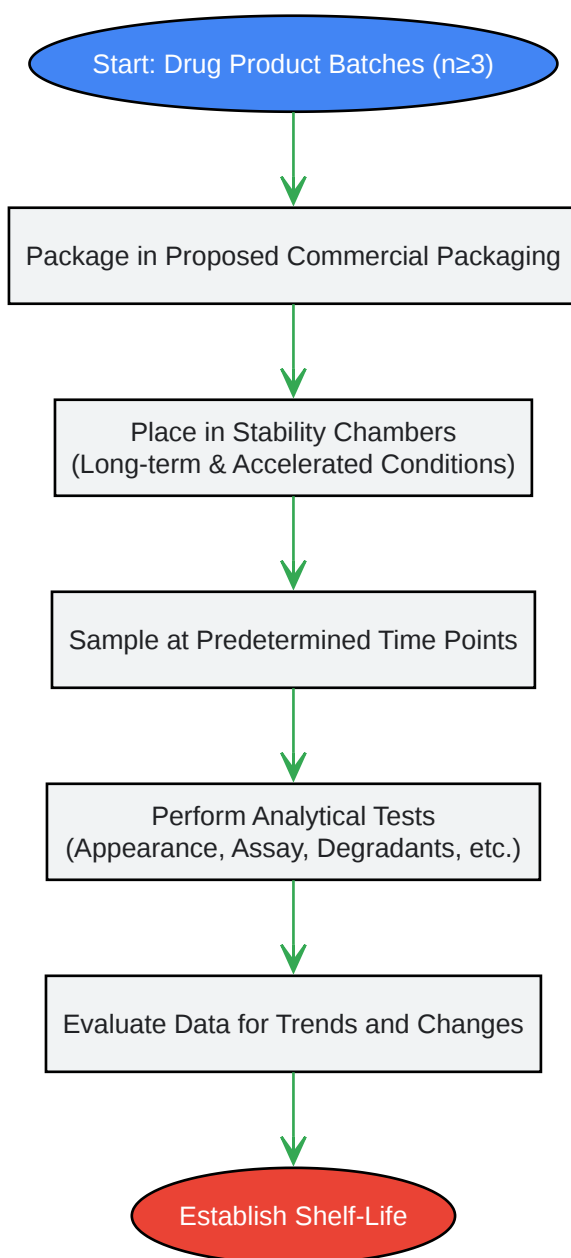 Start: Drug Product Batches (n≥3)
Package in Proposed Commercial Packaging
Place in Stability Chambers
(Long-term & Accelerated Conditions)
Sample at Predetermined Time Points
Perform Analytical Tests
(Appearance, Assay, Degradants, etc.)
Evaluate Data for Trends and Changes
Establish Shelf-Life